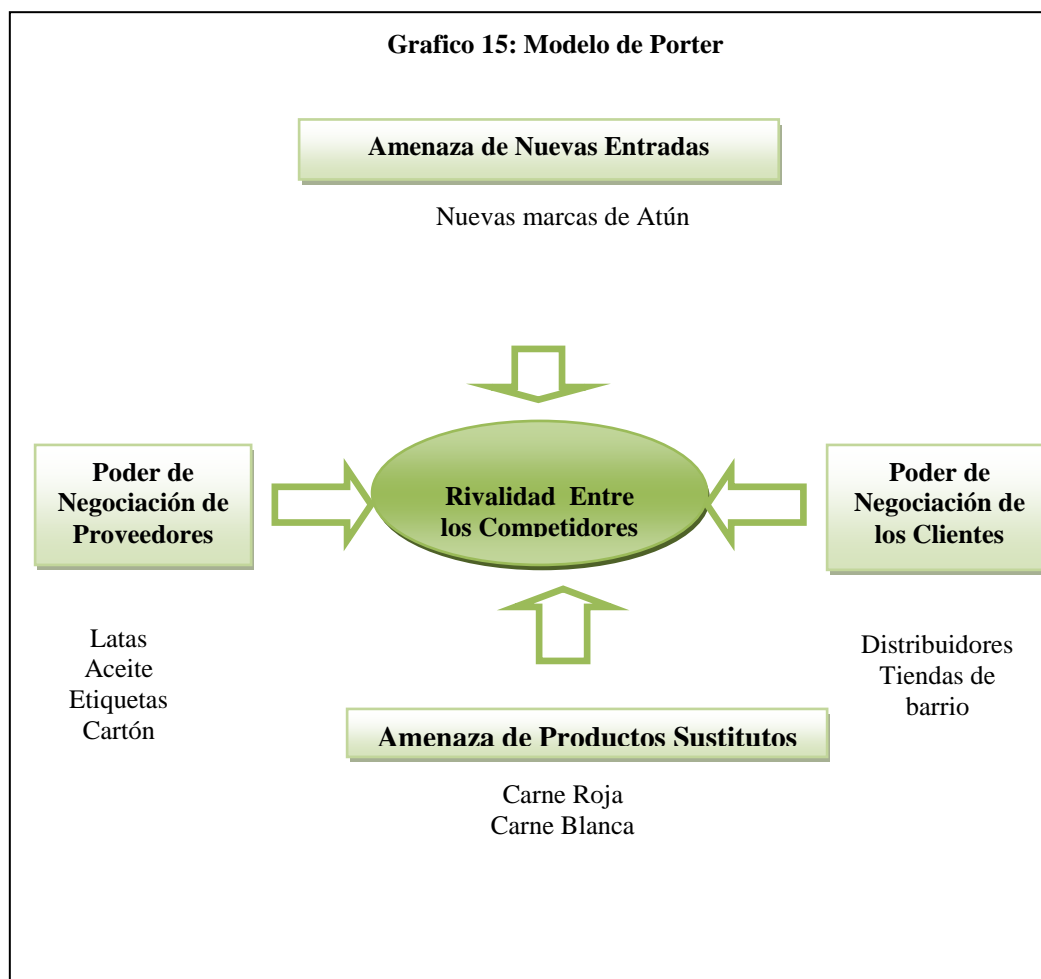 Grafico 15: Modelo de Porter
Amenaza de Nuevas Entradas
Nuevas marcas de Atún
Poder de
Negociación de
Proveedores
Rivalidad Entre
los Competidores
Poder de
Negociación de
los Clientes
Latas
Aceite
Etiquetas
Cartón
Distribuidores
Tiendas de
barrio
Amenaza de Productos Sustitutos
Carne Roja
Carne Blanca